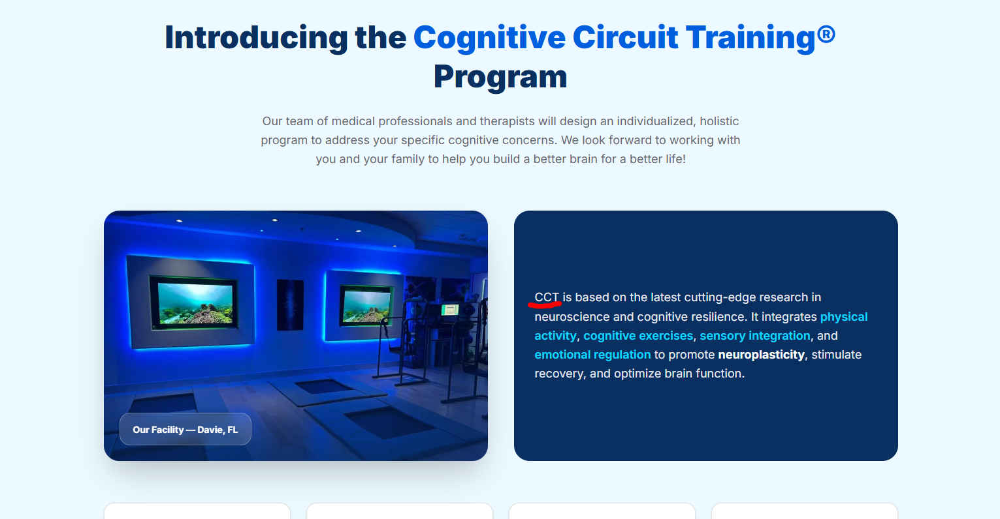 Introducing the Cognitive Circuit Training®
Program
Our team of medical professionals and therapists will design an individualized, holistic
program to address your specific cognitive concerns. We look forward to working with
you and your family to help you build a better brain for a better life!
Our Facility — Davie, FL
CCT is based on the latest cutting-edge research in
neuroscience and cognitive resilience. It integrates physical
activity, cognitive exercises, sensory integration, and
emotional regulation to promote neuroplasticity, stimulate
recovery, and optimize brain function.